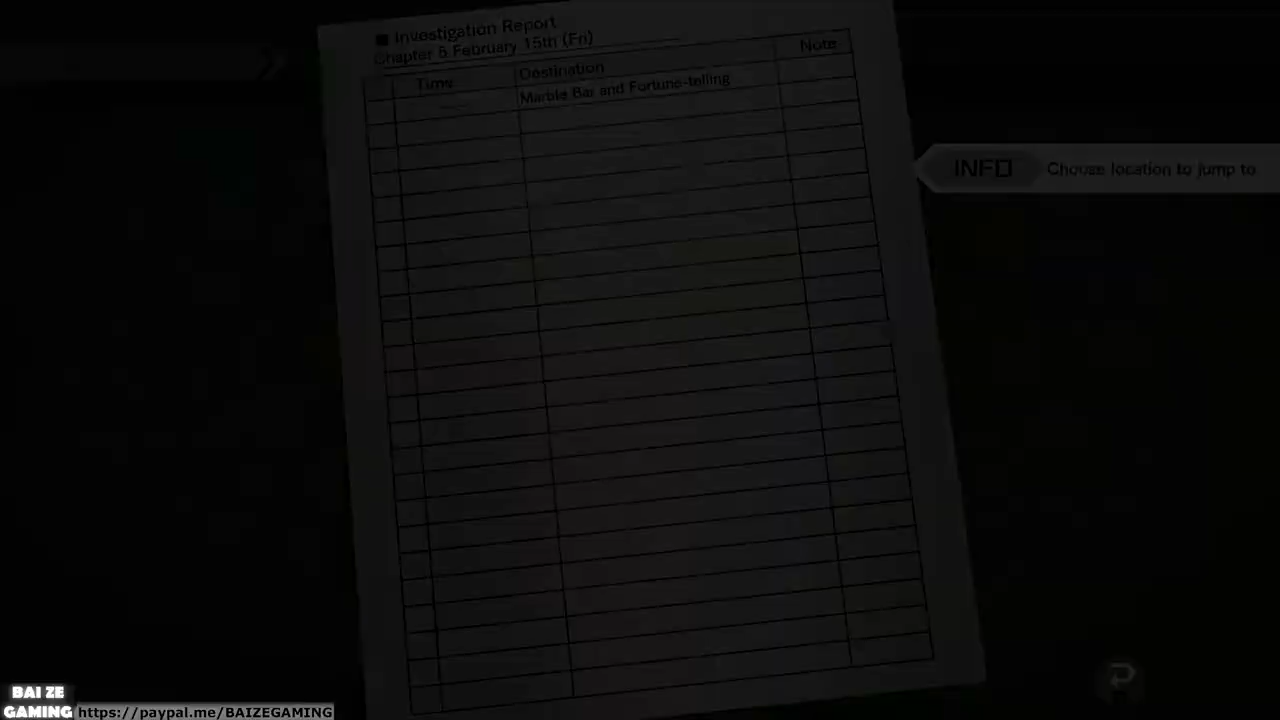 ■ Investigation Report
Chapter 5 February 15th (Fri)
Time Destination Note
Marble Bar and Fortune-telling
INFO Choose location to jump to
BAI ZE
GAMING https://paypal.me/BAIZEGAMING